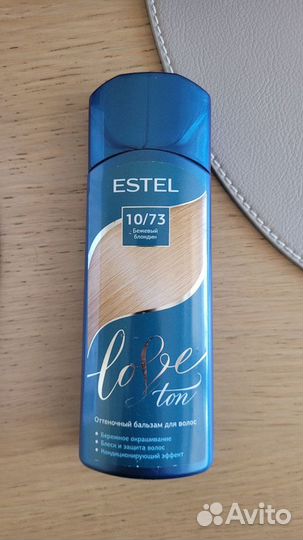 ESTEL
10/73
Бежевый
блондин
love
ton
Оттеночный бальзам для волос
• Бережное окрашивание
• Блеск и защита волос
• Кондиционирующий эффект
Avito